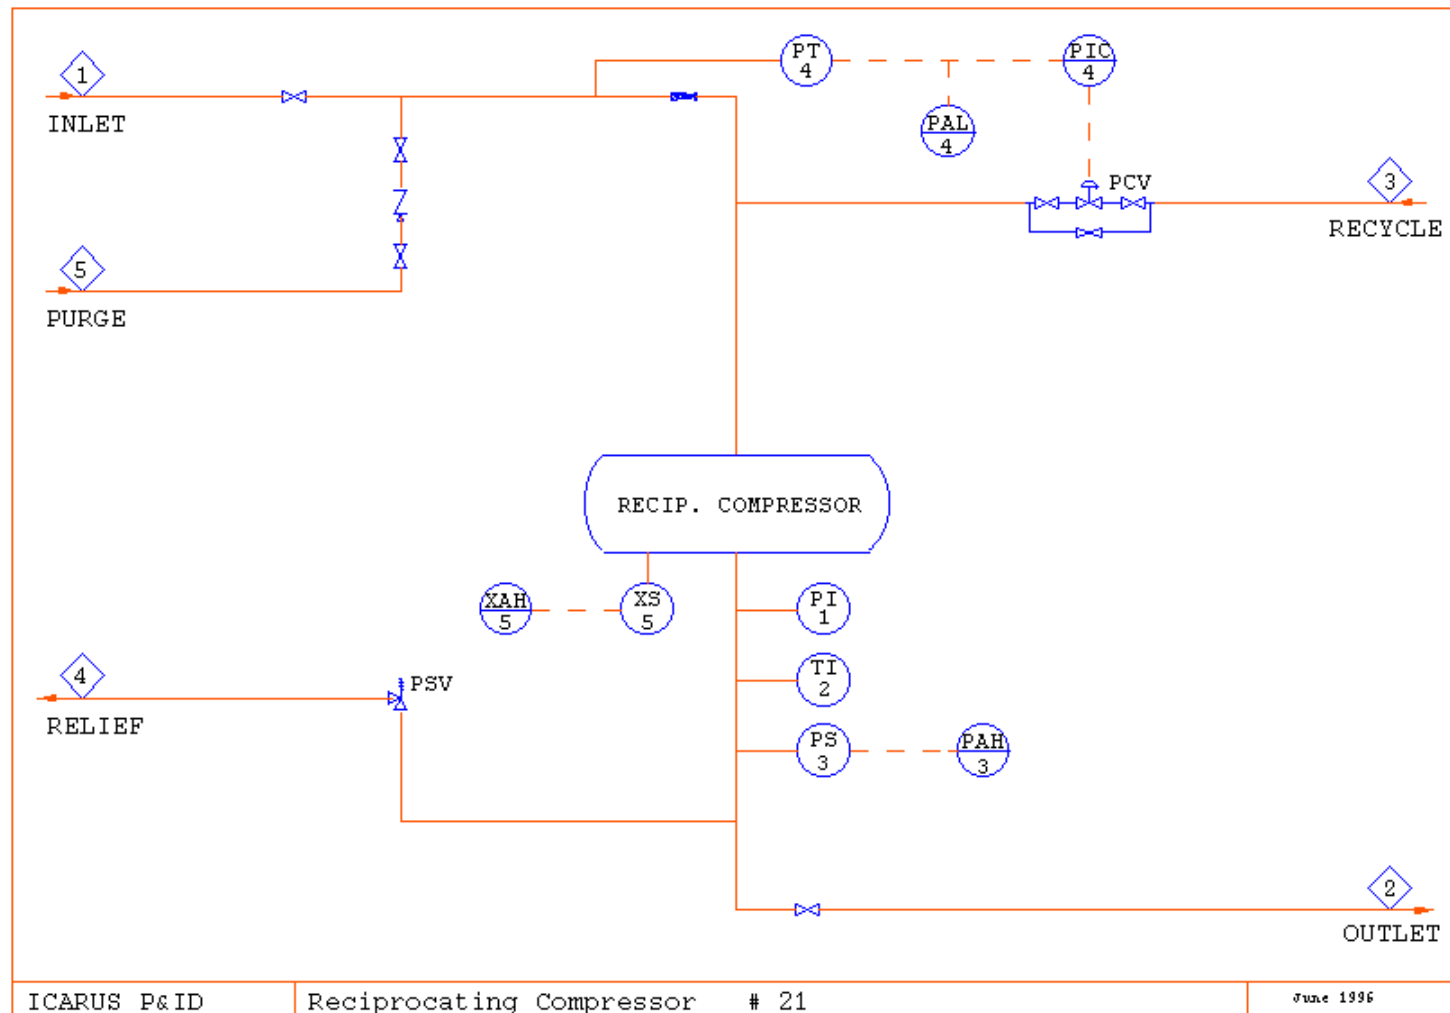 PT
4
PIC
4
1
INLET
PAL
4
PCV
3
RECYCLE
5
PURGE
RECIP. COMPRESSOR
XAH
5
XS
5
PI
1
TI
2
4
PSV
RELIEF
PS
3
PAH
3
2
OUTLET
ICARUS P&ID
Reciprocating Compressor # 21
June 1996